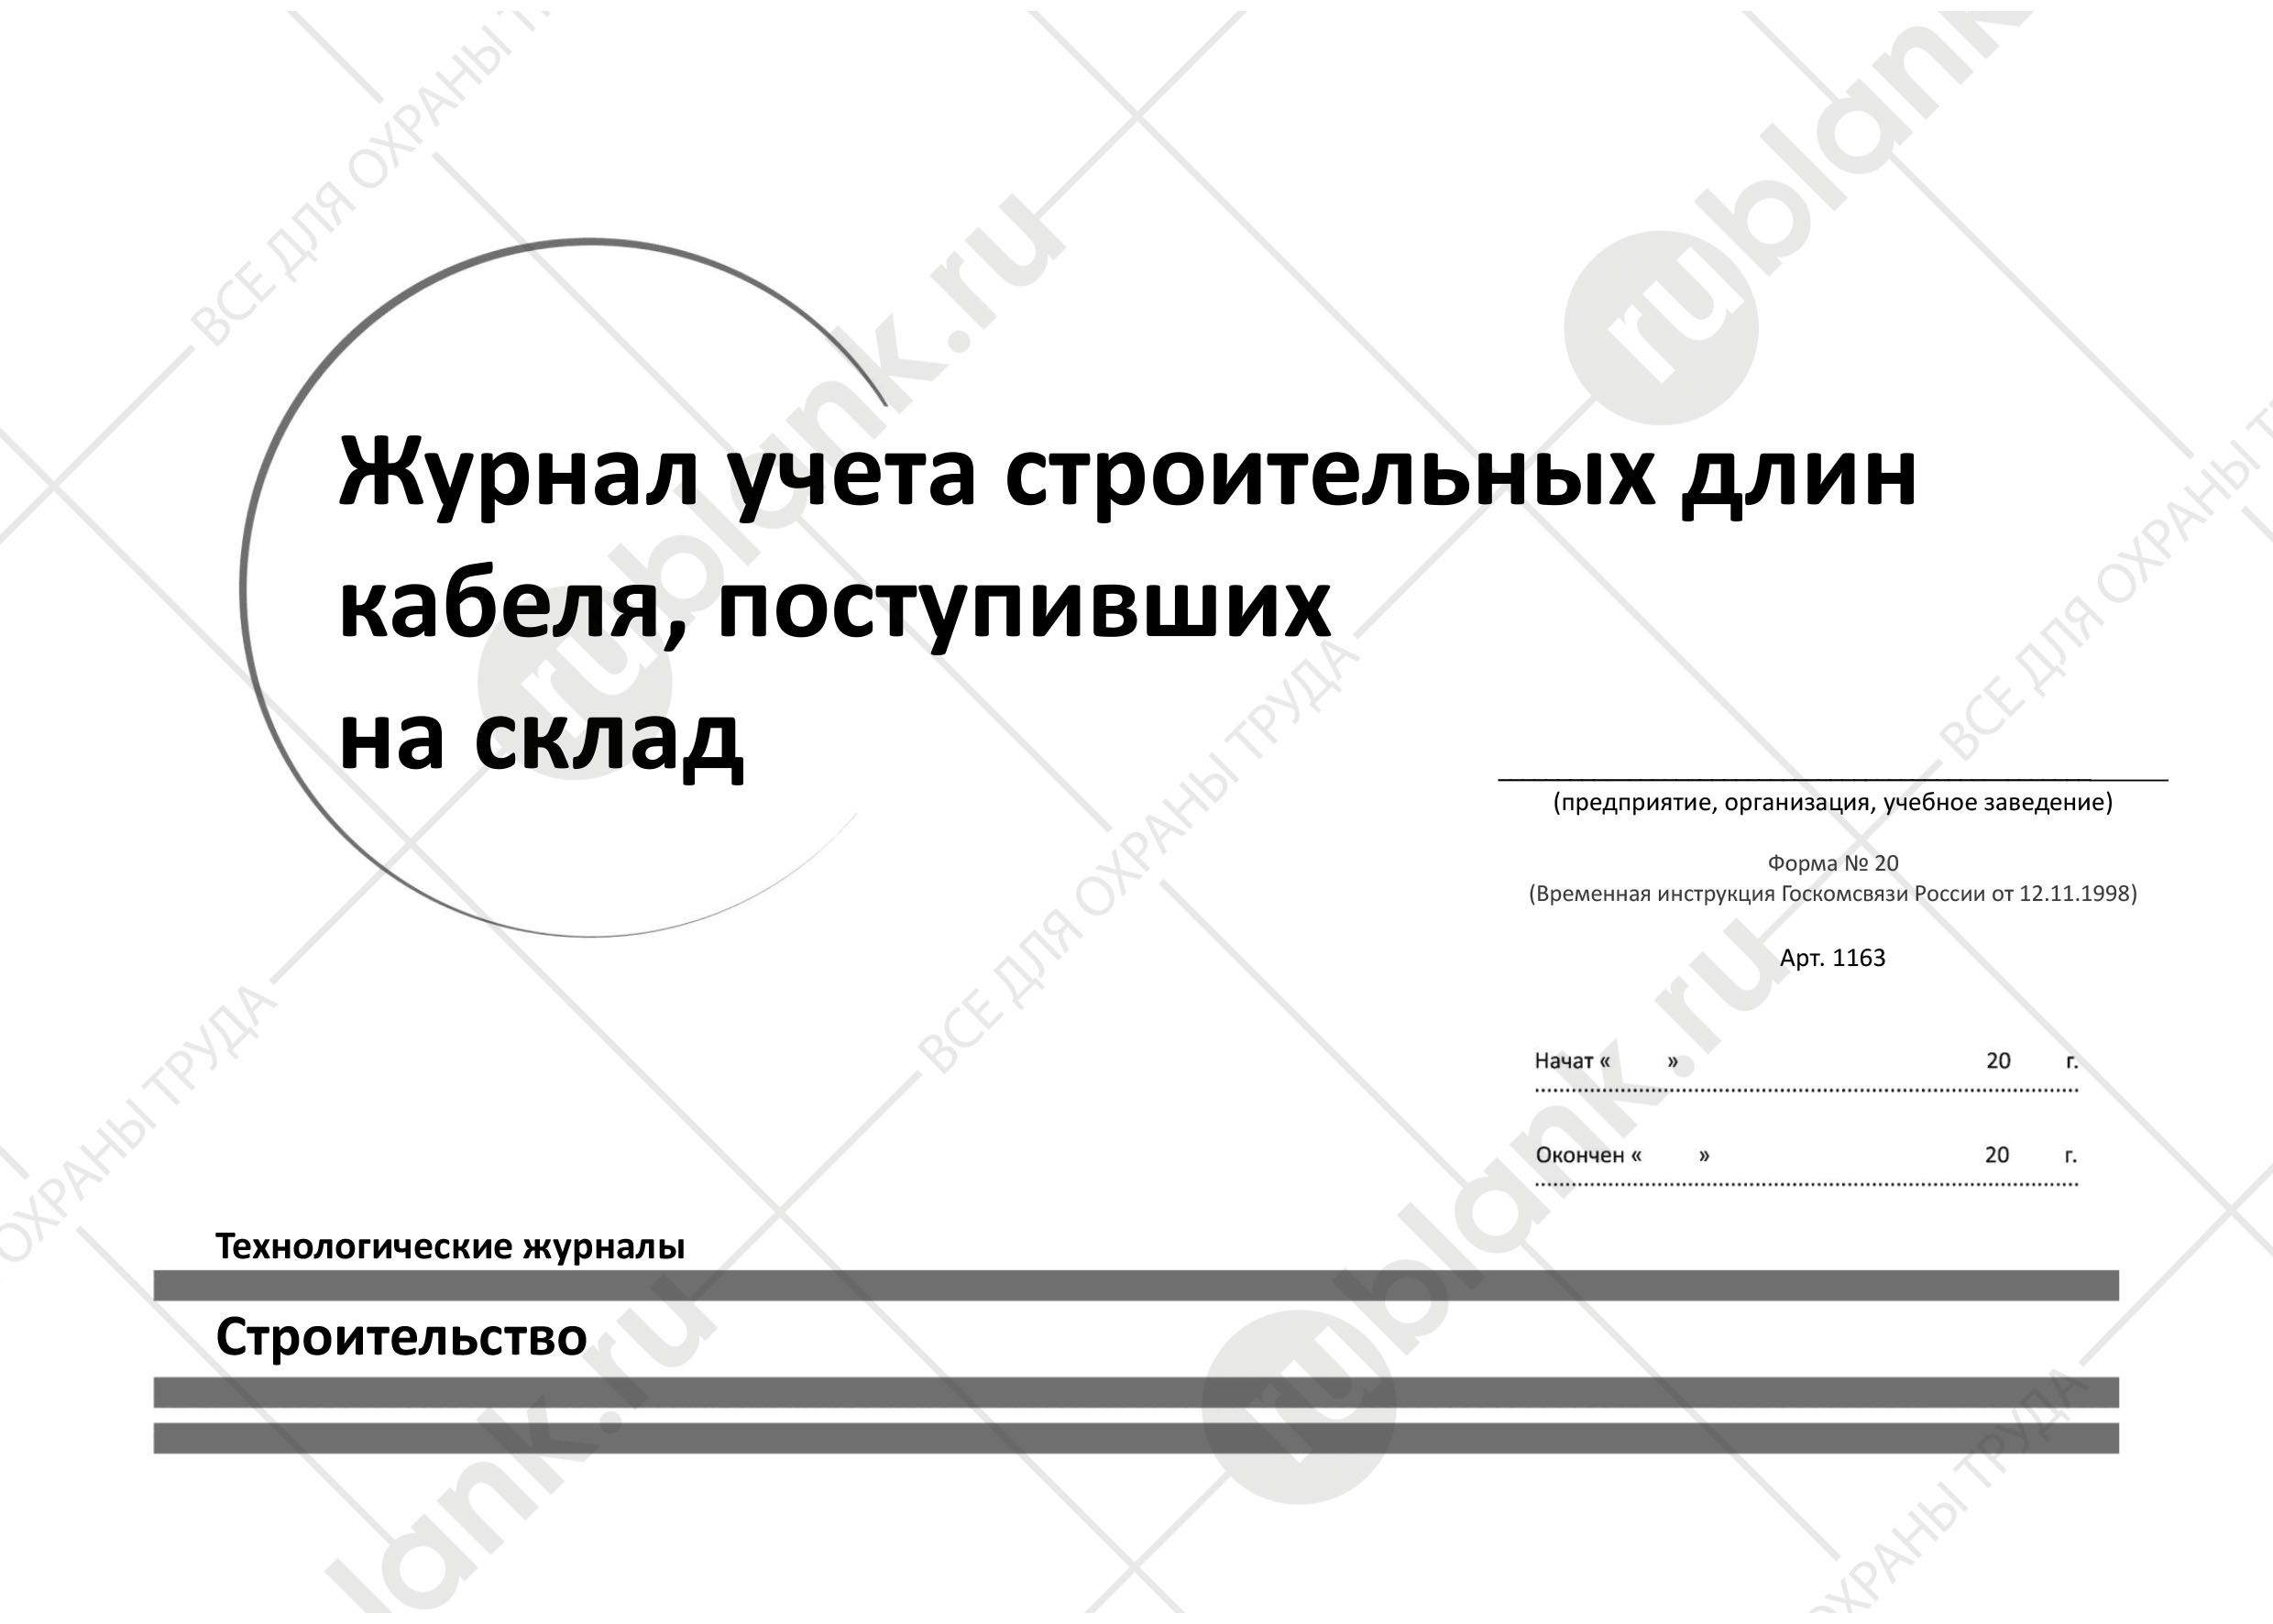 Журнал учета строительных длин
кабеля, поступивших
на склад
(предприятие, организация, учебное заведение)
Форма № 20
(Временная инструкция Госкомсвязи России от 12.11.1998)
Арт. 1163
Начат « » 20 г.
Окончен « » 20 г.
Технологические журналы
Строительство
ВСЕ ДЛЯ ОХРАНЫ ТРУДА
rublank.ru